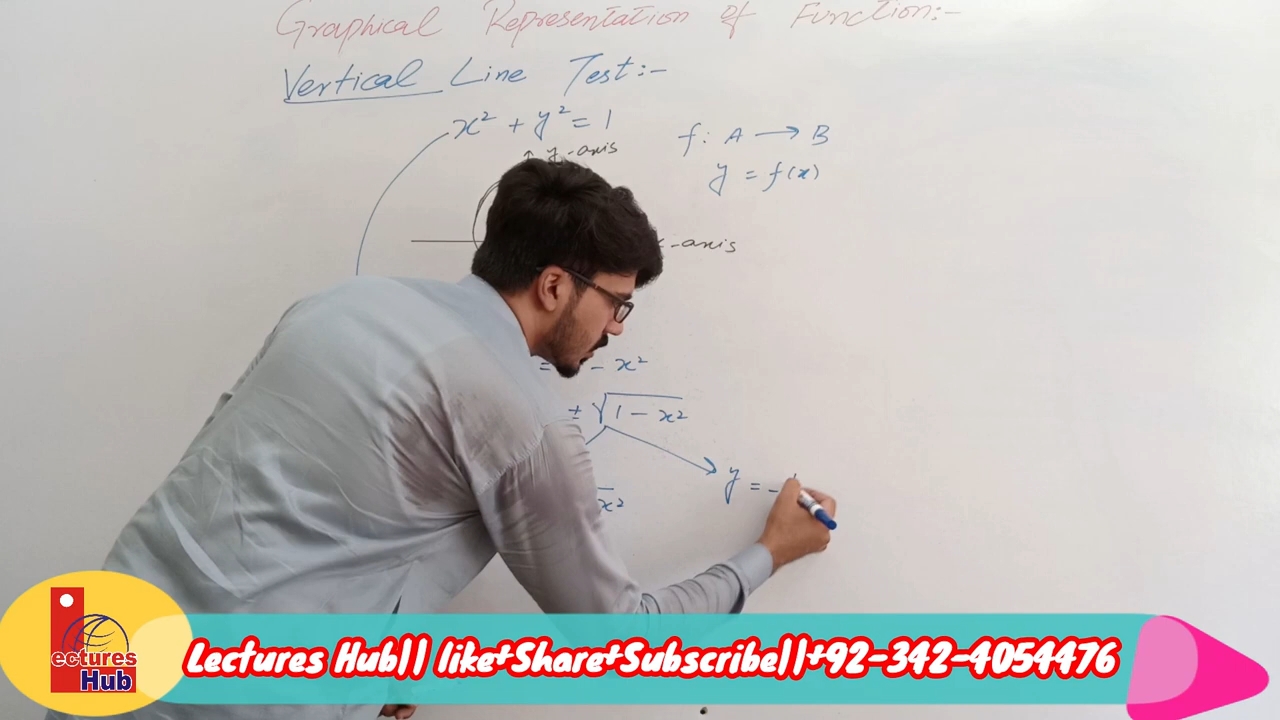 Graphical Representation of Function:-
Vertical Line Test:-
x² + y² = 1
f: A → B
y-axis
y = f(x)
x-axis
= - x²
± √1 - x²
y = -
x²
Lectures Hub
Lectures Hub|| like+Share+Subscribe||+92-342-4054476